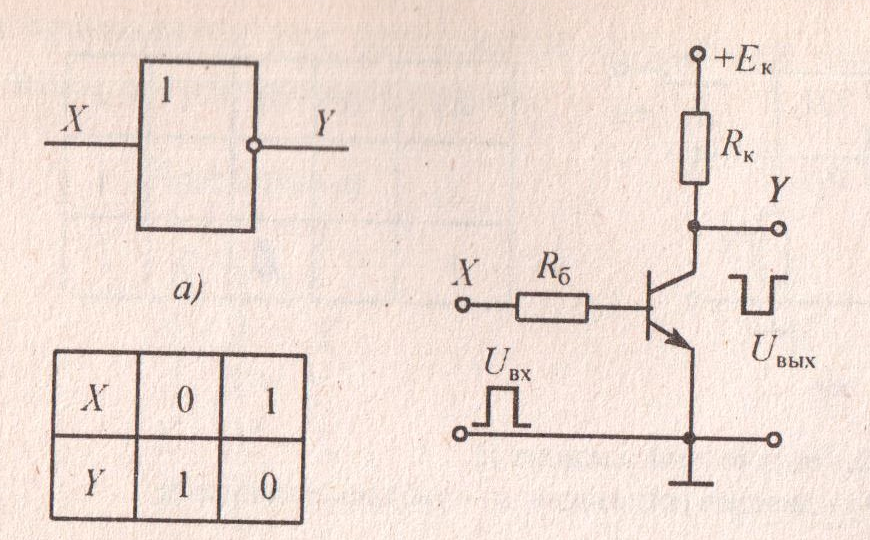 1
X Y
а)
X 0 1
Y 1 0
+Eк
Rк
Y
X Rб
Uвх
Uвых